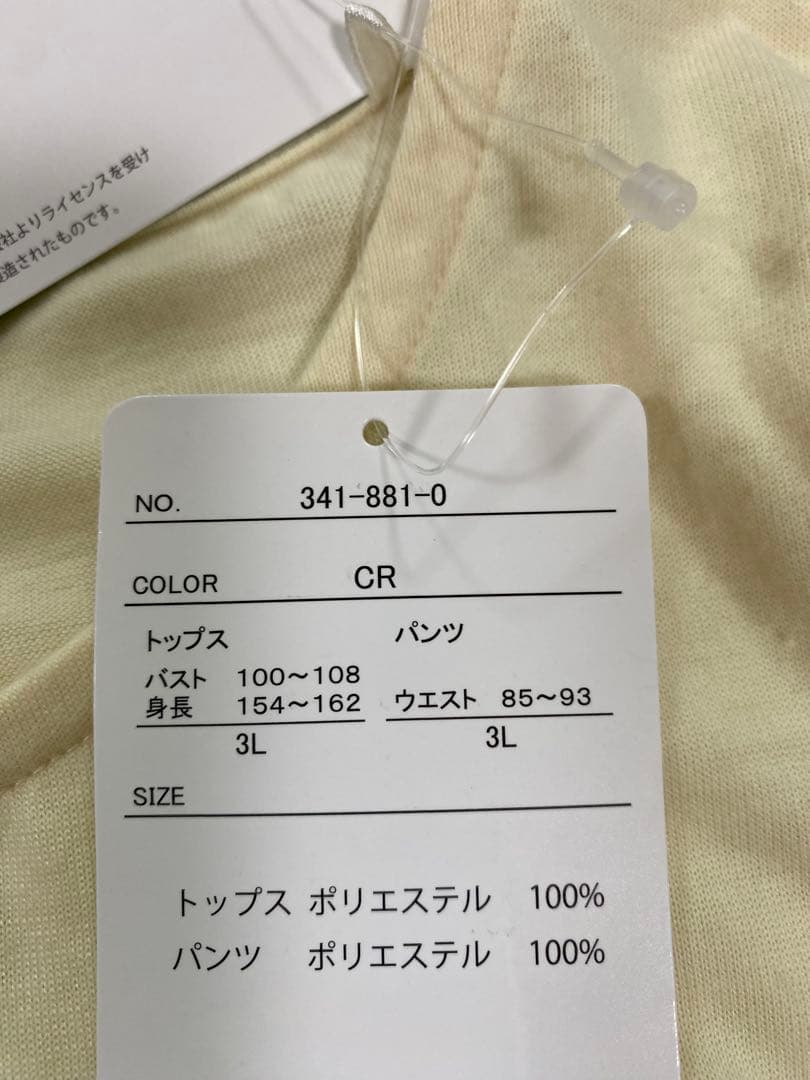 社よりライセンスを受け
造されたものです。
NO. 341-881-0
COLOR CR
トップス パンツ
バスト 100〜108
身長 154〜162 ウエスト 85〜93
3L 3L
SIZE
トップス ポリエステル 100%
パンツ ポリエステル 100%